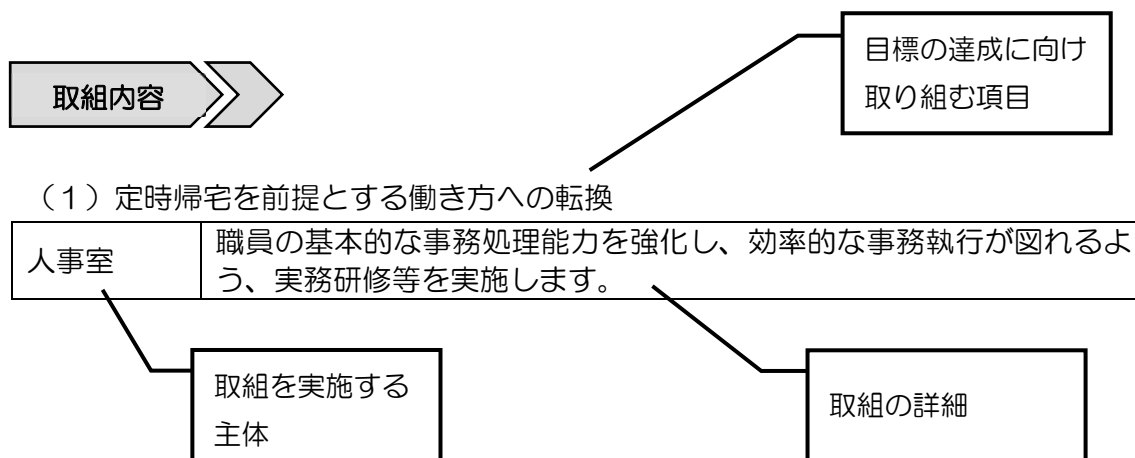 目標の達成に向け
取り組む項目
取組内容
（１）定時帰宅を前提とする働き方への転換
人事室
職員の基本的な事務処理能力を強化し、効率的な事務執行が図れるよ
う、実務研修等を実施します。
取組を実施する
主体
取組の詳細